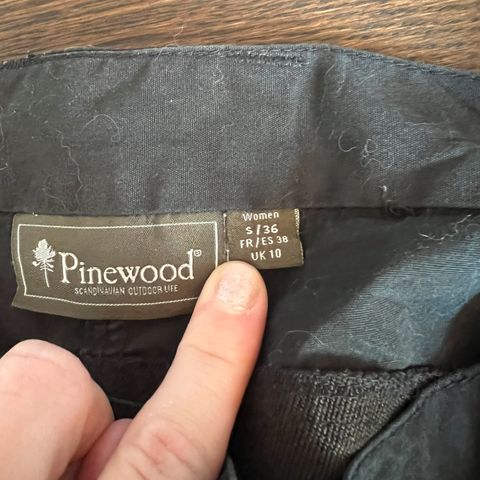 Pinewood®
SCANDINAVIAN OUTDOOR LIFE
Women
S/36
FR/ES 38
UK 10